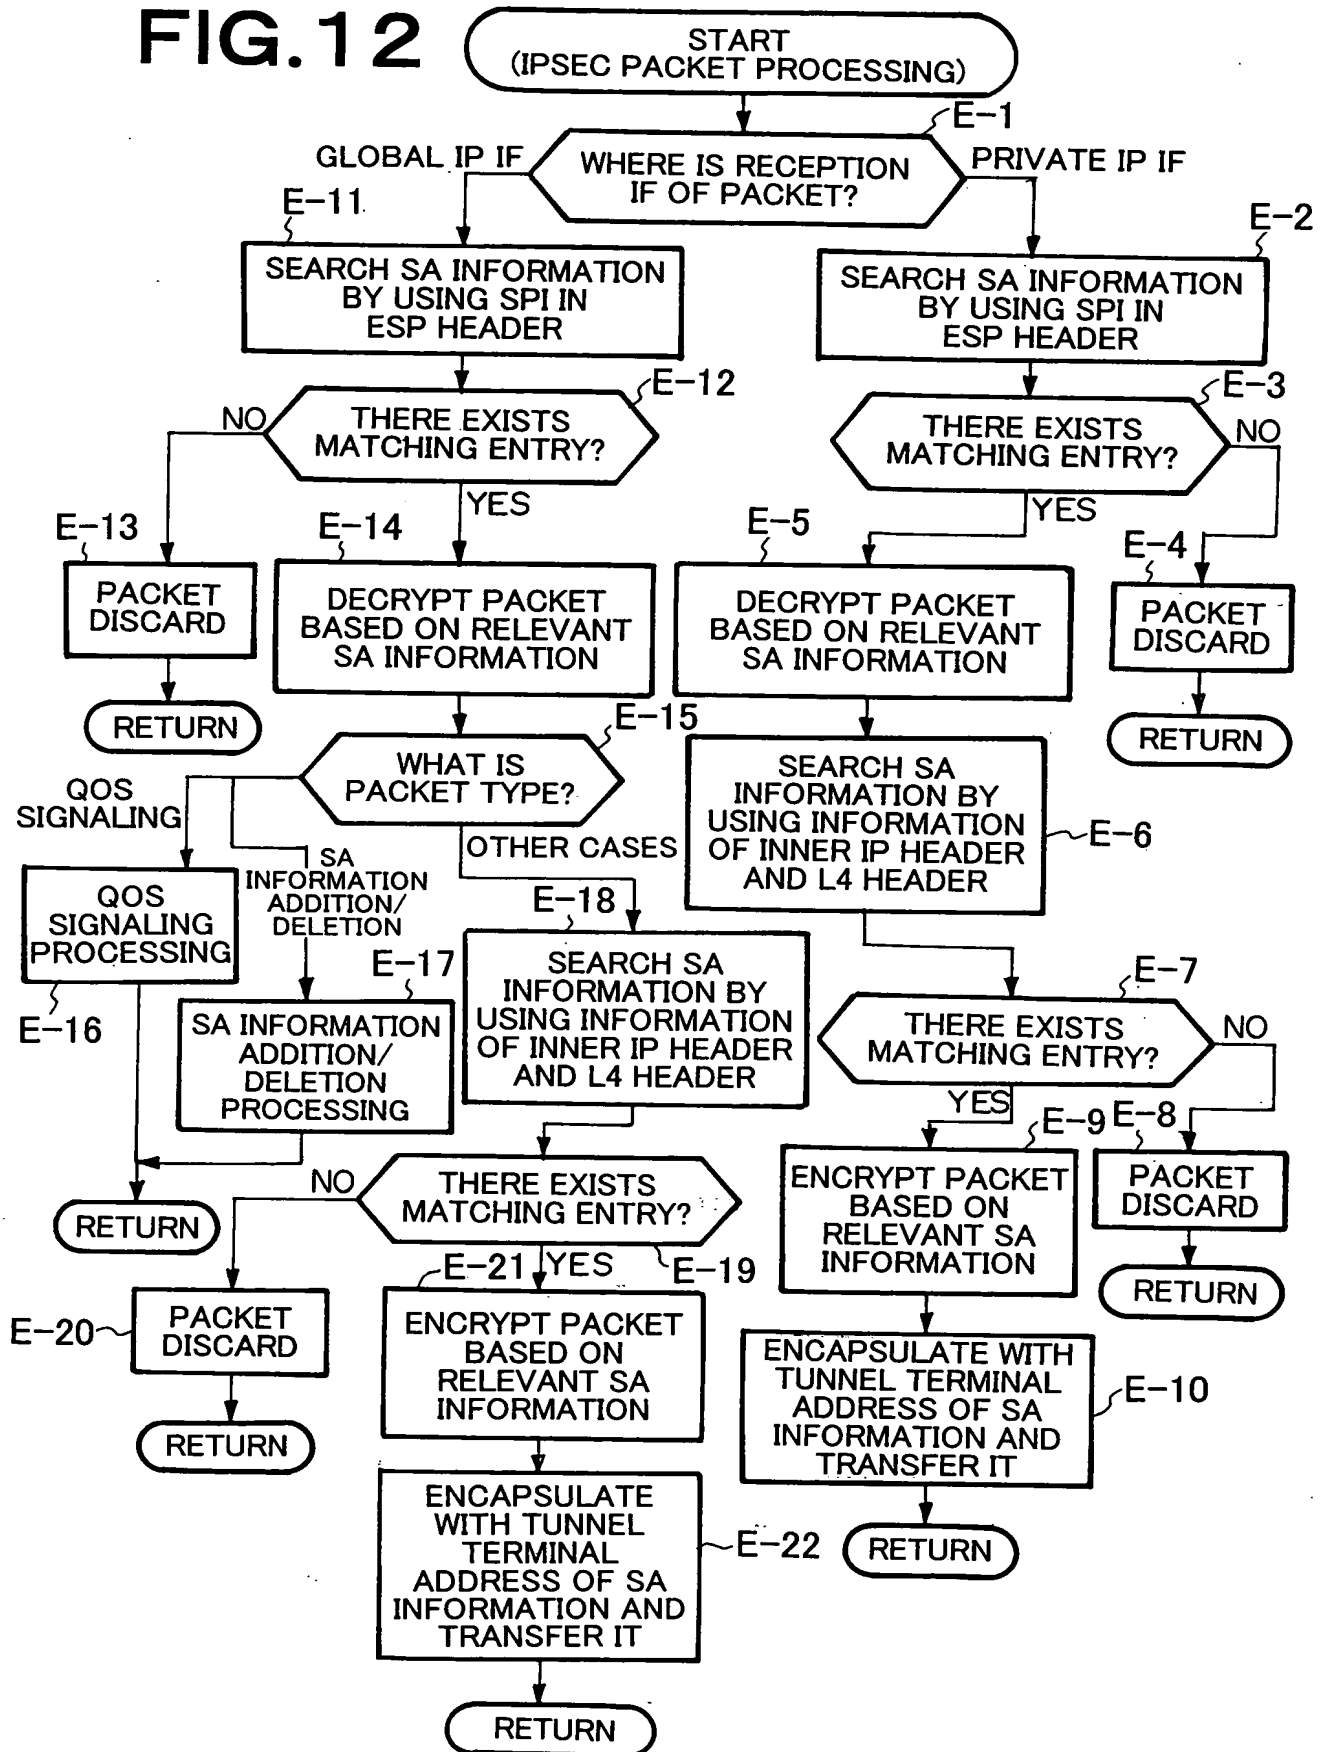 FIG.12
START
(IPSEC PACKET PROCESSING)
E-1
WHERE IS RECEPTION
IF OF PACKET?
GLOBAL IP IF
PRIVATE IP IF
E-11
SEARCH SA INFORMATION
BY USING SPI IN
ESP HEADER
E-2
SEARCH SA INFORMATION
BY USING SPI IN
ESP HEADER
E-12
THERE EXISTS
MATCHING ENTRY?
NO
YES
E-3
THERE EXISTS
MATCHING ENTRY?
NO
YES
E-13
PACKET
DISCARD
RETURN
E-14
DECRYPT PACKET
BASED ON RELEVANT
SA INFORMATION
E-5
DECRYPT PACKET
BASED ON RELEVANT
SA INFORMATION
E-4
PACKET
DISCARD
RETURN
E-15
WHAT IS
PACKET TYPE?
QOS
SIGNALING
SA
INFORMATION
ADDITION/
DELETION
OTHER CASES
SEARCH SA
INFORMATION BY
USING INFORMATION
OF INNER IP HEADER
AND L4 HEADER
E-6
QOS
SIGNALING
PROCESSING
E-16
E-17
SA INFORMATION
ADDITION/
DELETION
PROCESSING
RETURN
E-18
SEARCH SA
INFORMATION BY
USING INFORMATION
OF INNER IP HEADER
AND L4 HEADER
E-7
THERE EXISTS
MATCHING ENTRY?
NO
YES
E-9
ENCRYPT PACKET
BASED ON
RELEVANT SA
INFORMATION
E-8
PACKET
DISCARD
RETURN
THERE EXISTS
MATCHING ENTRY?
NO
YES
E-19
E-20
PACKET
DISCARD
RETURN
E-21
ENCRYPT PACKET
BASED ON
RELEVANT SA
INFORMATION
ENCAPSULATE WITH
TUNNEL TERMINAL
ADDRESS OF SA
INFORMATION AND
TRANSFER IT
E-10
RETURN
ENCAPSULATE
WITH TUNNEL
TERMINAL
ADDRESS OF SA
INFORMATION AND
TRANSFER IT
E-22
RETURN